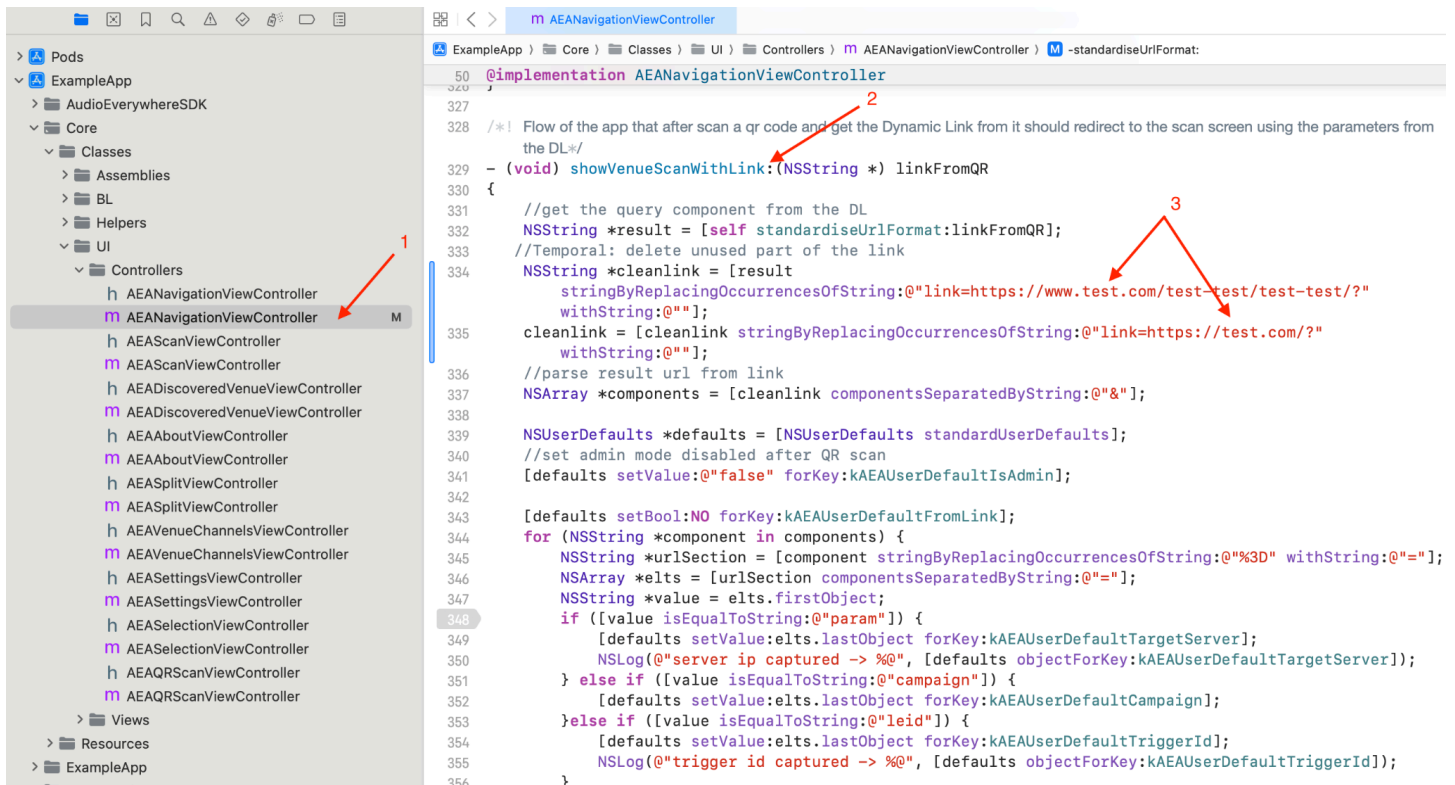 m AEANavigationViewController
ExampleApp 〉 Core 〉 Classes 〉 UI 〉 Controllers 〉 m AEANavigationViewController 〉 M -standardiseUrlFormat:
Pods
ExampleApp
AudioEverywhereSDK
Core
Classes
Assemblies
BL
Helpers
UI
Controllers
h AEANavigationViewController
m AEANavigationViewController M
h AEAScanViewController
m AEAScanViewController
h AEADiscoveredVenueViewController
m AEADiscoveredVenueViewController
h AEAAboutViewController
m AEAAboutViewController
h AEASplitViewController
m AEASplitViewController
h AEAVenueChannelsViewController
m AEAVenueChannelsViewController
h AEASettingsViewController
m AEASettingsViewController
h AEASelectionViewController
m AEASelectionViewController
h AEAQRScanViewController
m AEAQRScanViewController
Views
Resources
ExampleApp
1
2
3
50 @implementation AEANavigationViewController
326 }
327
328 /*! Flow of the app that after scan a qr code and get the Dynamic Link from it should redirect to the scan screen using the parameters from
the DL*/
329 - (void) showVenueScanWithLink:(NSString *) linkFromQR
330 {
331 //get the query component from the DL
332 NSString *result = [self standardiseUrlFormat:linkFromQR];
333 //Temporal: delete unused part of the link
334 NSString *cleanlink = [result
stringByReplacingOccurrencesOfString:@"link=https://www.test.com/test-test/test-test/?"
withString:@""];
335 cleanlink = [cleanlink stringByReplacingOccurrencesOfString:@"link=https://test.com/?"
withString:@""];
336 //parse result url from link
337 NSArray *components = [cleanlink componentsSeparatedByString:@"&"];
338
339 NSUserDefaults *defaults = [NSUserDefaults standardUserDefaults];
340 //set admin mode disabled after QR scan
341 [defaults setValue:@"false" forKey:kAEAUserDefaultIsAdmin];
342
343 [defaults setBool:NO forKey:kAEAUserDefaultFromLink];
344 for (NSString *component in components) {
345 NSString *urlSection = [component stringByReplacingOccurrencesOfString:@"%3D" withString:@"="];
346 NSArray *elts = [urlSection componentsSeparatedByString:@"="];
347 NSString *value = elts.firstObject;
348 if ([value isEqualToString:@"param"]) {
349 [defaults setValue:elts.lastObject forKey:kAEAUserDefaultTargetServer];
350 NSLog(@"server ip captured -> %@", [defaults objectForKey:kAEAUserDefaultTargetServer]);
351 } else if ([value isEqualToString:@"campaign"]) {
352 [defaults setValue:elts.lastObject forKey:kAEAUserDefaultCampaign];
353 }else if ([value isEqualToString:@"leid"]) {
354 [defaults setValue:elts.lastObject forKey:kAEAUserDefaultTriggerId];
355 NSLog(@"trigger id captured -> %@", [defaults objectForKey:kAEAUserDefaultTriggerId]);
356 }